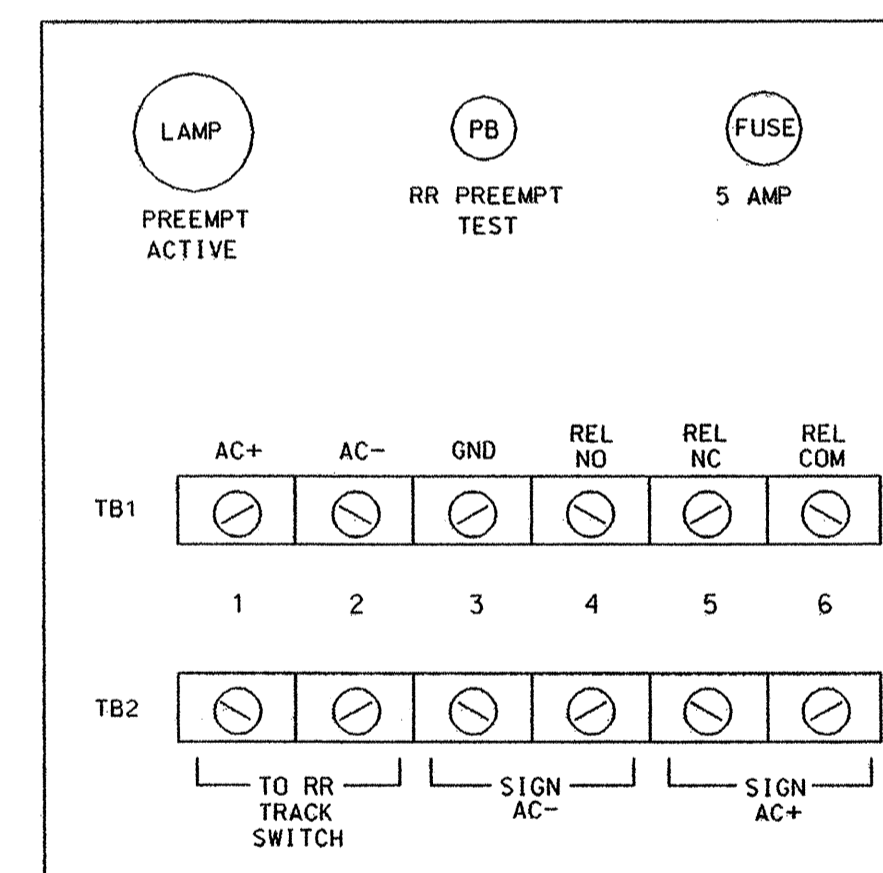 LAMP PB FUSE
PREEMPT
ACTIVE
RR PREEMPT
TEST
5 AMP
AC+ AC- GND REL NO REL NC REL COM
TB1
1 2 3 4 5 6
TB2
TO RR
TRACK
SWITCH
SIGN
AC-
SIGN
AC+